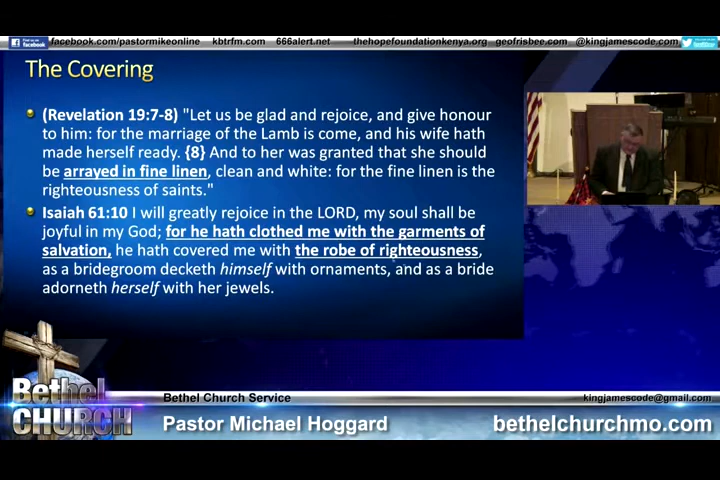 facebook.com/pastormikeonline kbtrfm.com 666alert.net thehopefoundationkenya.org geofrisbee.com @kingjamescode.com
The Covering
(Revelation 19:7-8) "Let us be glad and rejoice, and give honour
to him: for the marriage of the Lamb is come, and his wife hath
made herself ready. {8} And to her was granted that she should
be arrayed in fine linen, clean and white: for the fine linen is the
righteousness of saints."
Isaiah 61:10 I will greatly rejoice in the LORD, my soul shall be
joyful in my God; for he hath clothed me with the garments of
salvation, he hath covered me with the robe of righteousness,
as a bridegroom decketh himself with ornaments, and as a bride
adorneth herself with her jewels.
Bethel
CHURCH
Bethel Church Service
kingjamescode@gmail.com
Pastor Michael Hoggard
bethelchurchmo.com